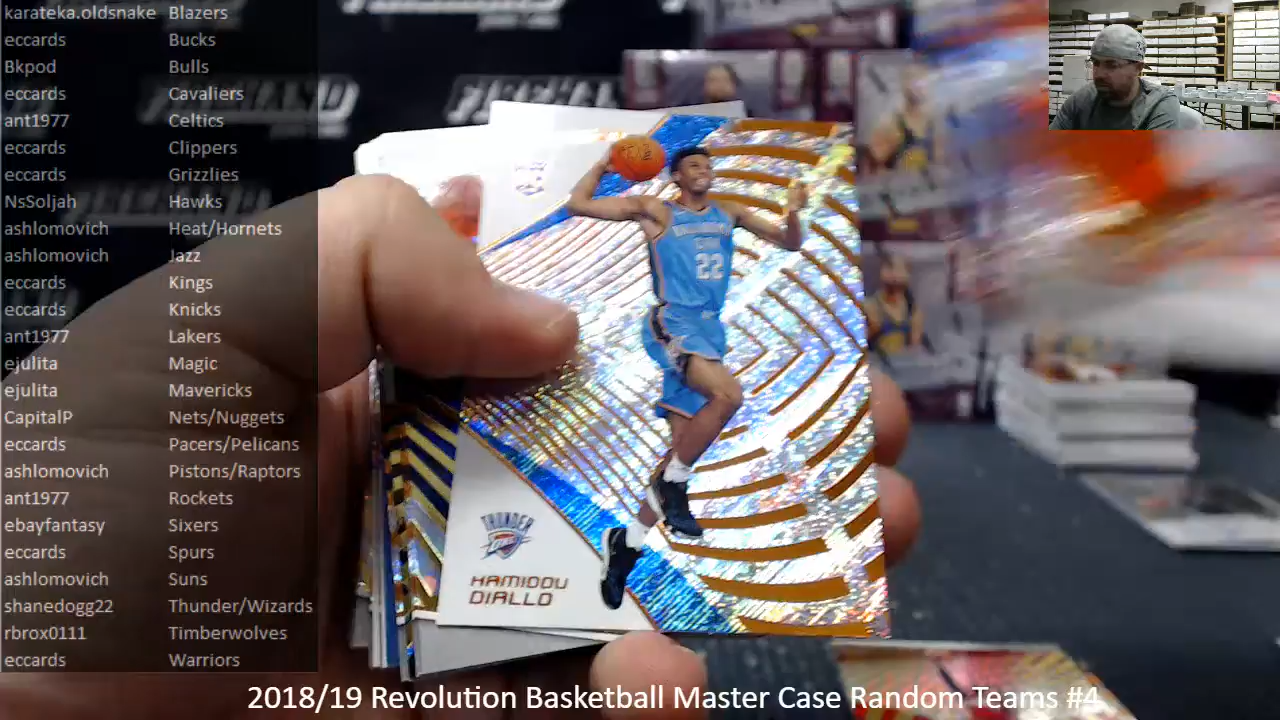 karateka.oldsnake Blazers
eccards Bucks
Bkpod Bulls
eccards Cavaliers
ant1977 Celtics
eccards Clippers
eccards Grizzlies
NsSoljah Hawks
ashlomovich Heat/Hornets
ashlomovich Jazz
eccards Kings
eccards Knicks
ant1977 Lakers
ejulita Magic
ejulita Mavericks
CapitalP Nets/Nuggets
eccards Pacers/Pelicans
ashlomovich Pistons/Raptors
ant1977 Rockets
ebayfantasy Sixers
eccards Spurs
ashlomovich Suns
shanedogg22 Thunder/Wizards
rbrox0111 Timberwolves
eccards Warriors
FIREHAND
22
THUNDER
HAMIDOU
DIALLO
2018/19 Revolution Basketball Master Case Random Teams #4